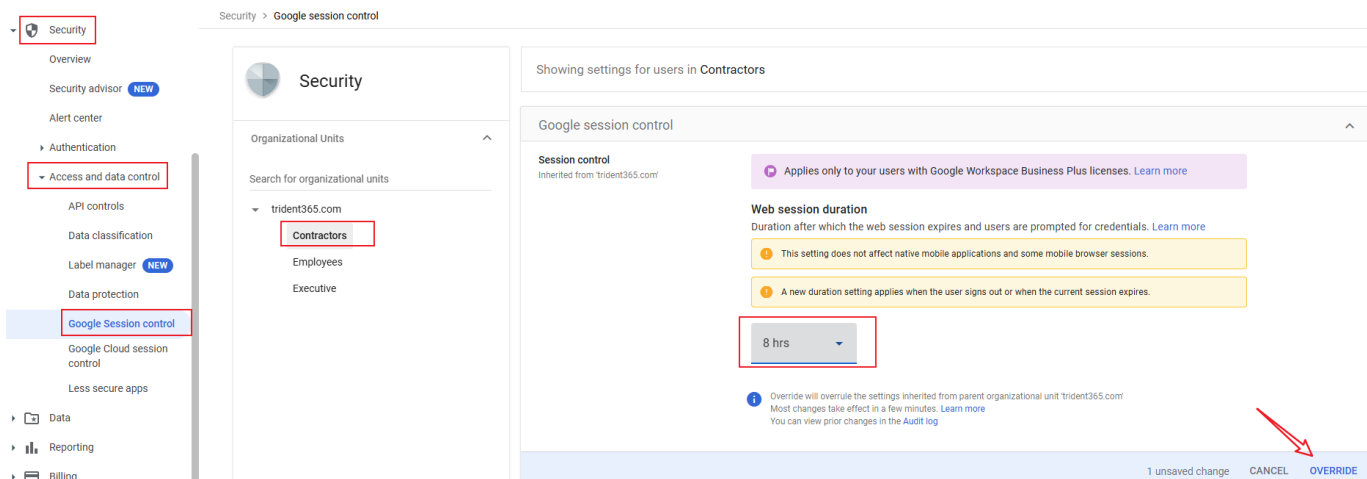 Security
Overview
Security advisor NEW
Alert center
Authentication
Access and data control
API controls
Data classification
Label manager NEW
Data protection
Google Session control
Google Cloud session
control
Less secure apps
Data
Reporting
Billing
Security > Google session control
Security
Organizational Units
Search for organizational units
trident365.com
Contractors
Employees
Executive
Showing settings for users in Contractors
Google session control
Session control
Inherited from 'trident365.com'
Applies only to your users with Google Workspace Business Plus licenses. Learn more
Web session duration
Duration after which the web session expires and users are prompted for credentials. Learn more
This setting does not affect native mobile applications and some mobile browser sessions.
A new duration setting applies when the user signs out or when the current session expires.
8 hrs
Override will overrule the settings inherited from parent organizational unit 'trident365.com'
Most changes take effect in a few minutes. Learn more
You can view prior changes in the Audit log
1 unsaved change CANCEL OVERRIDE